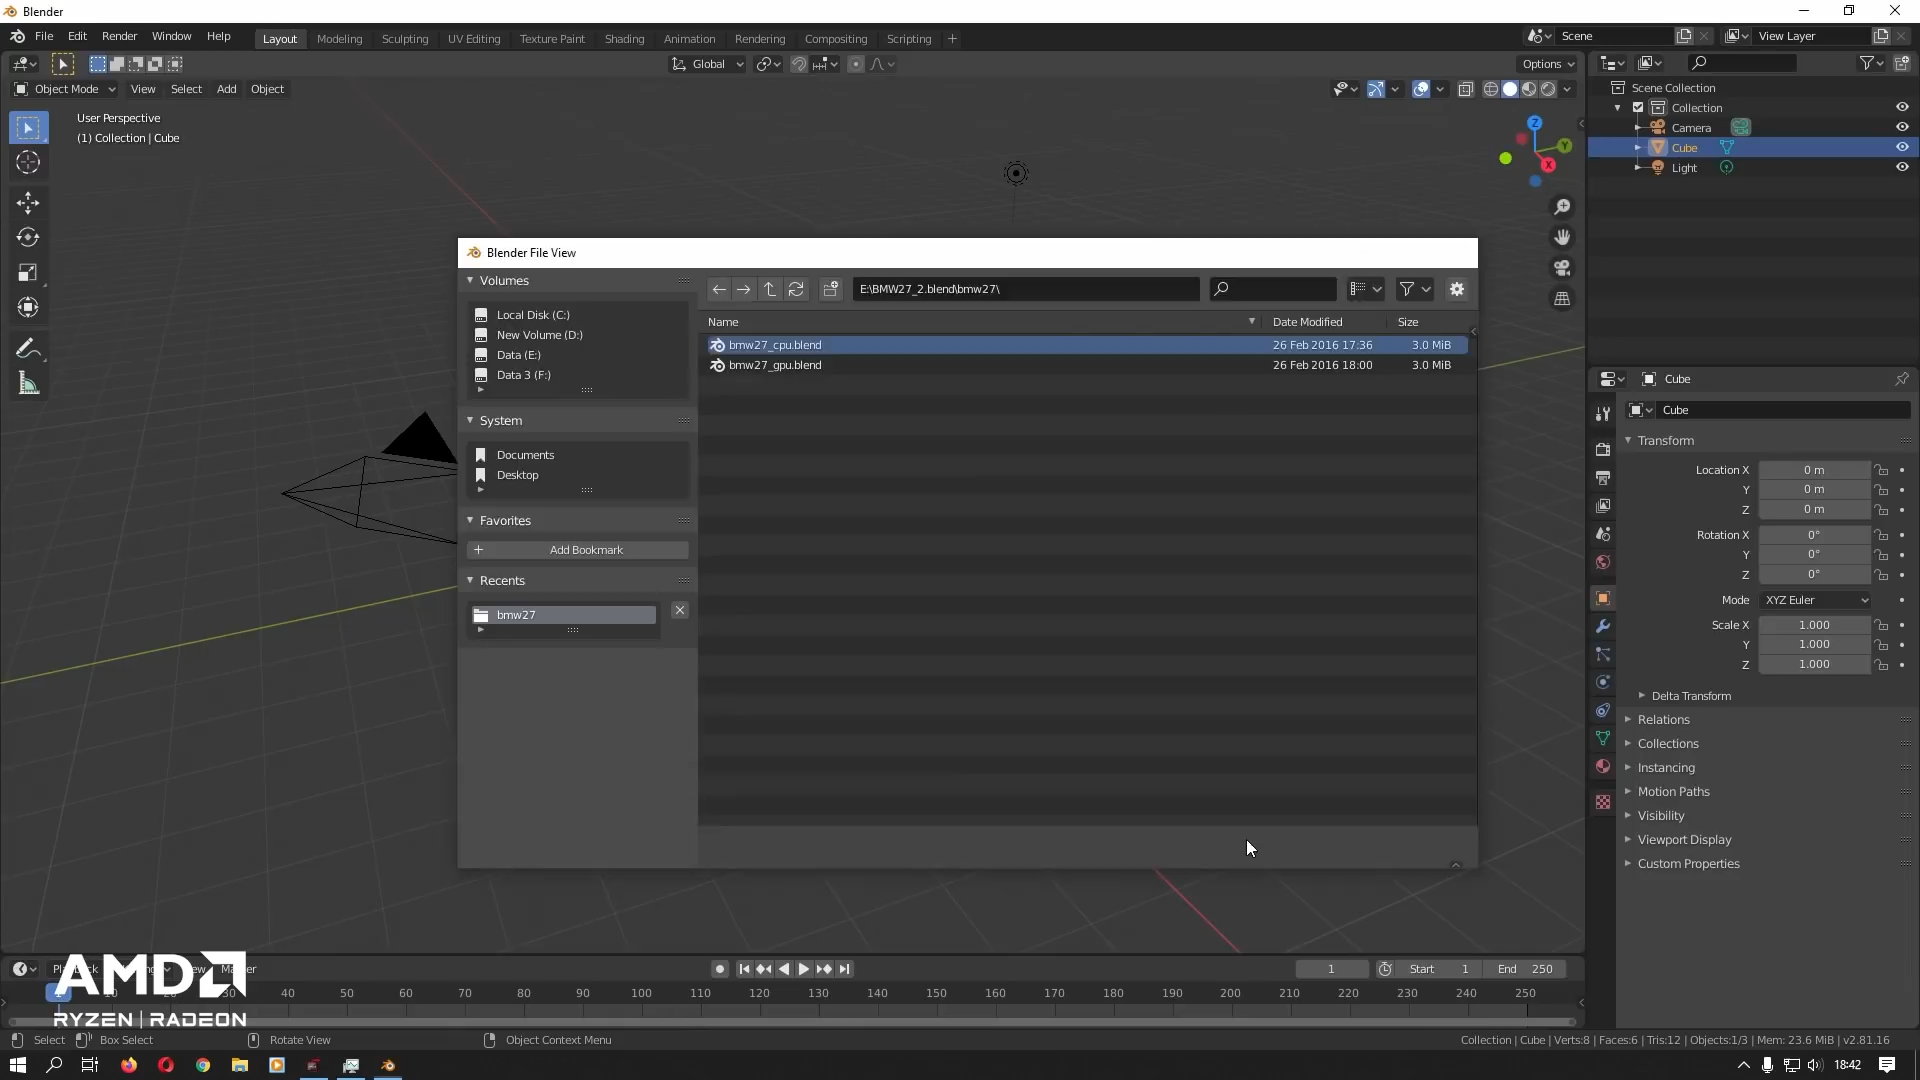 Blender
File Edit Render Window Help
Layout Modeling Sculpting UV Editing Texture Paint Shading Animation Rendering Compositing Scripting +
Scene
View Layer
Global
Options
Object Mode View Select Add Object
User Perspective
(1) Collection | Cube
Z
Y
X
Scene Collection
Collection
Camera
Cube
Light
Blender File View
Volumes
Local Disk (C:)
New Volume (D:)
Data (E:)
Data 3 (F:)
System
Documents
Desktop
Favorites
+ Add Bookmark
Recents
bmw27
E:\BMW27_2.blend\bmw27\
Name Date Modified Size
bmw27_cpu.blend 26 Feb 2016 17:36 3.0 MiB
bmw27_gpu.blend 26 Feb 2016 18:00 3.0 MiB
Cube
Cube
Transform
Location X 0 m
Y 0 m
Z 0 m
Rotation X 0°
Y 0°
Z 0°
Mode XYZ Euler
Scale X 1.000
Y 1.000
Z 1.000
Delta Transform
Relations
Collections
Instancing
Motion Paths
Visibility
Viewport Display
Custom Properties
1 Start 1 End 250
1 30 40 50 60 70 80 90 100 110 120 130 140 150 160 170 180 190 200 210 220 230 240 250
AMD
RYZEN | RADEON
Select Box Select Rotate View Object Context Menu
Collection | Cube | Verts:8 | Faces:6 | Tris:12 | Objects:1/3 | Mem: 23.6 MiB | v2.81.16
18:42